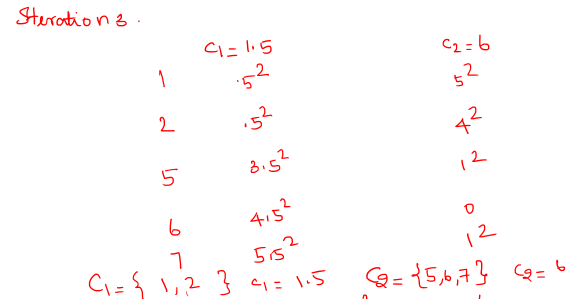 Iteration 3.
C₁ = 1.5 C₂ = 6
1 .5² 5²
2 .5² 4²
5 3.5² 1²
6 4.5² 0
7 5.5² 1²
C₁ = { 1, 2 } C₁ = 1.5 C₂ = {5,6,7} C₂ = 6